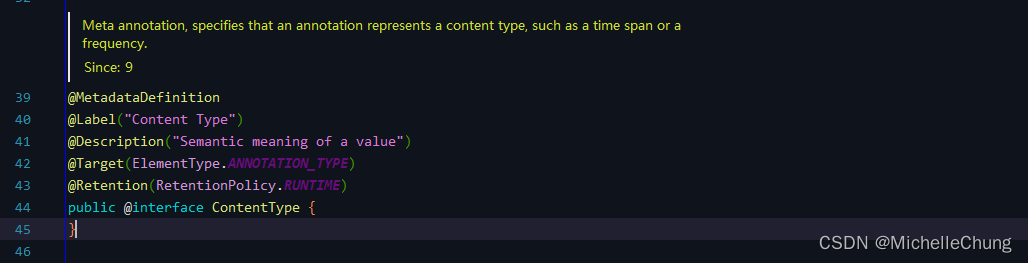 Meta annotation, specifies that an annotation represents a content type, such as a time span or a
frequency.
Since: 9
39 @MetadataDefinition
40 @Label("Content Type")
41 @Description("Semantic meaning of a value")
42 @Target(ElementType.ANNOTATION_TYPE)
43 @Retention(RetentionPolicy.RUNTIME)
44 public @interface ContentType {
45 }
46
CSDN @MichelleChung